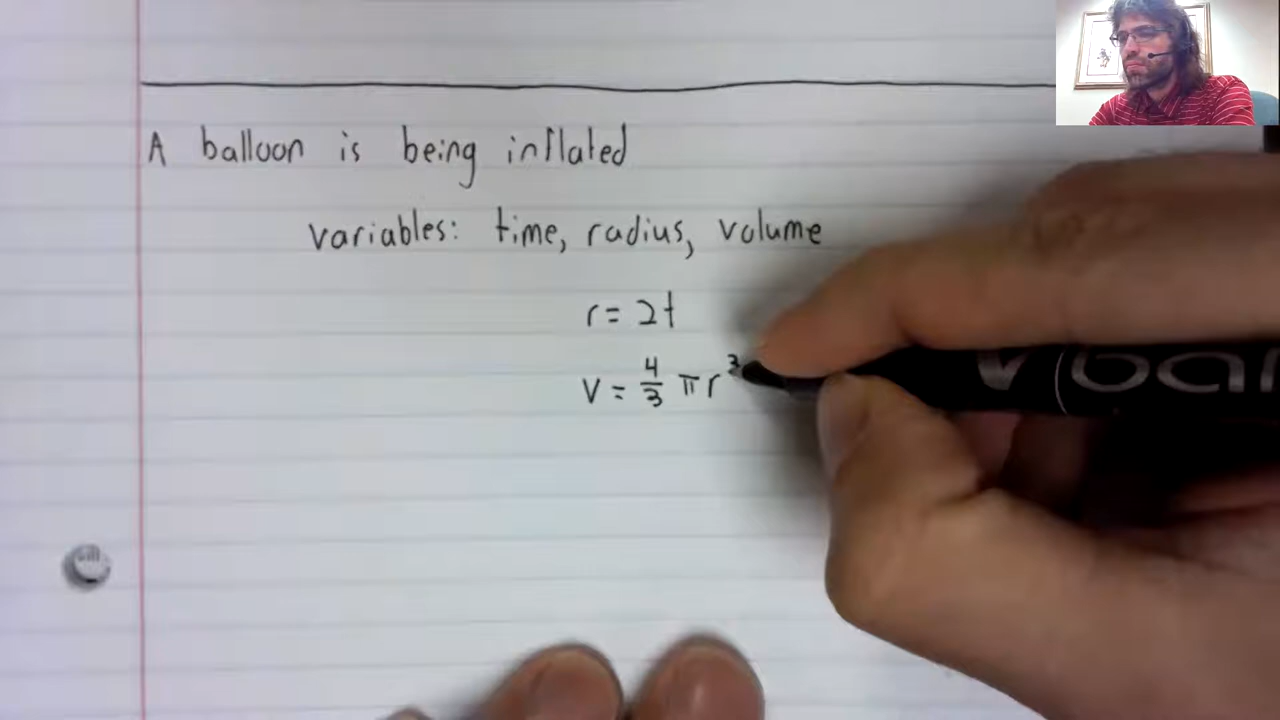 A balloon is being inflated
variables: time, radius, volume
r = 2t
V = 4/3 πr³